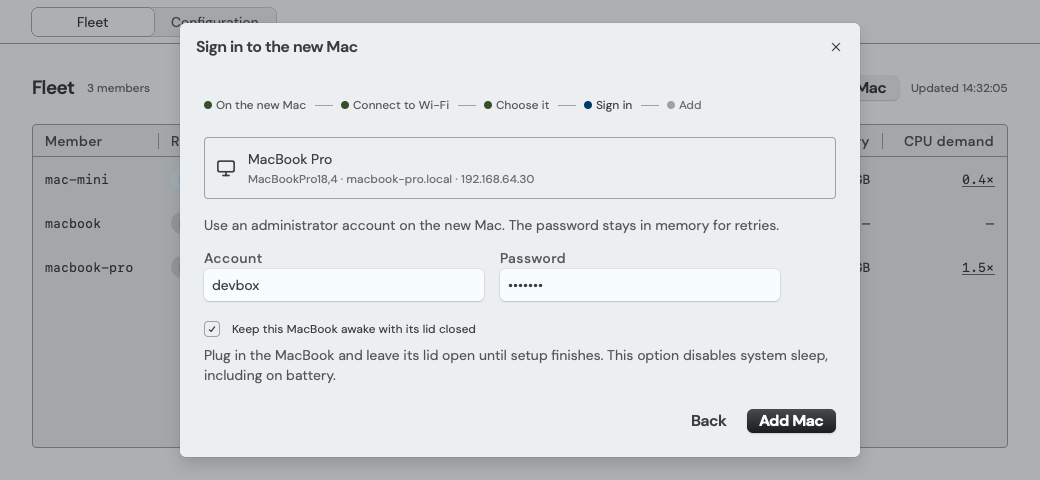 Fleet
Configuration
Sign in to the new Mac
Fleet 3 members
Mac Updated 14:32:05
On the new Mac — Connect to Wi-Fi — Choose it — Sign in — Add
Member CPU demand
MacBook Pro
MacBookPro18,4 · macbook-pro.local · 192.168.64.30
mac-mini 0.4×
macbook — —
macbook-pro 1.5×
Use an administrator account on the new Mac. The password stays in memory for retries.
Account Password
devbox •••••••
Keep this MacBook awake with its lid closed
Plug in the MacBook and leave its lid open until setup finishes. This option disables system sleep,
including on battery.
Back Add Mac